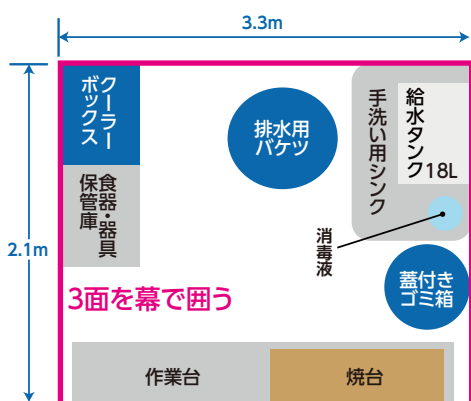 3.3m
2.1m
クーラー
ボックス
食器・器具
保管庫
排水用
バケツ
手洗い用シンク
給水タンク18L
消毒液
蓋付き
ゴミ箱
3面を幕で囲う
作業台
焼台